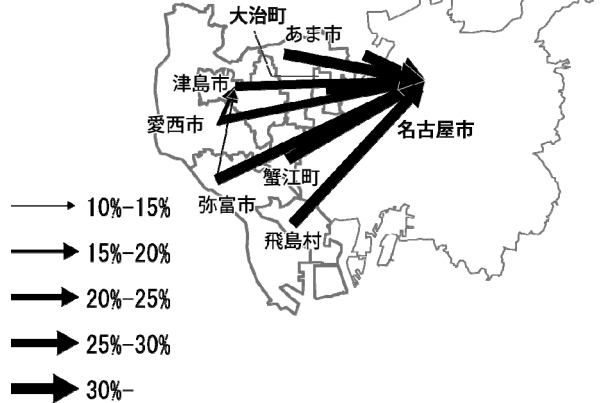 大治町
あま市
津島市
愛西市
名古屋市
蟹江町
弥富市
飛島村
10%-15%
15%-20%
20%-25%
25%-30%
30%-